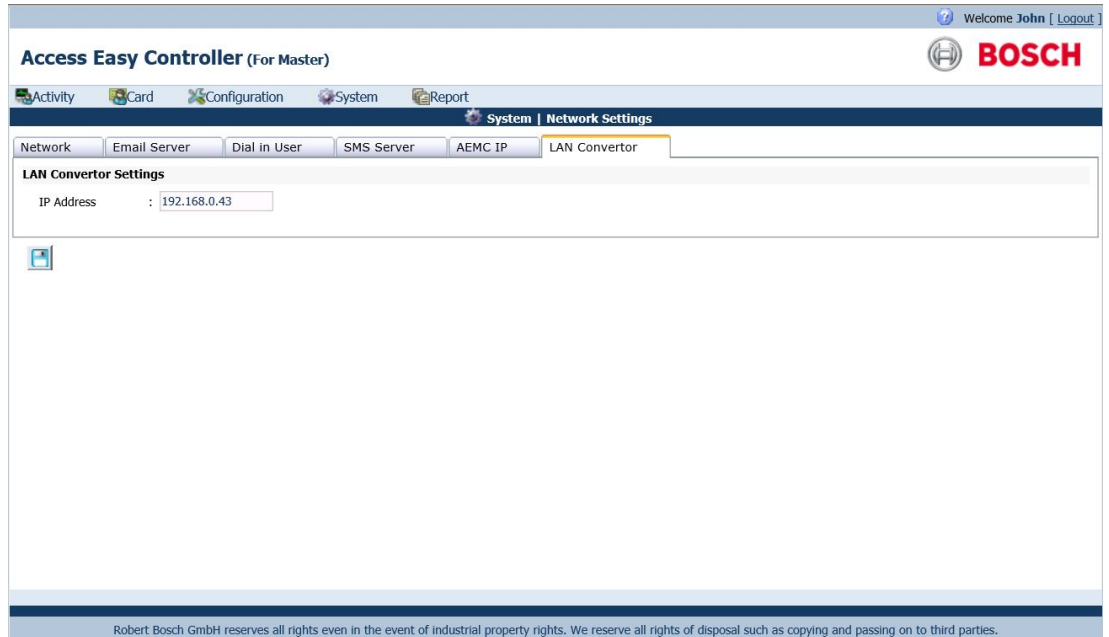 Welcome John [ Logout ]
Access Easy Controller (For Master)
BOSCH
Activity Card Configuration System Report
System | Network Settings
Network Email Server Dial in User SMS Server AEMC IP LAN Convertor
LAN Convertor Settings
IP Address : 192.168.0.43
Robert Bosch GmbH reserves all rights even in the event of industrial property rights. We reserve all rights of disposal such as copying and passing on to third parties.